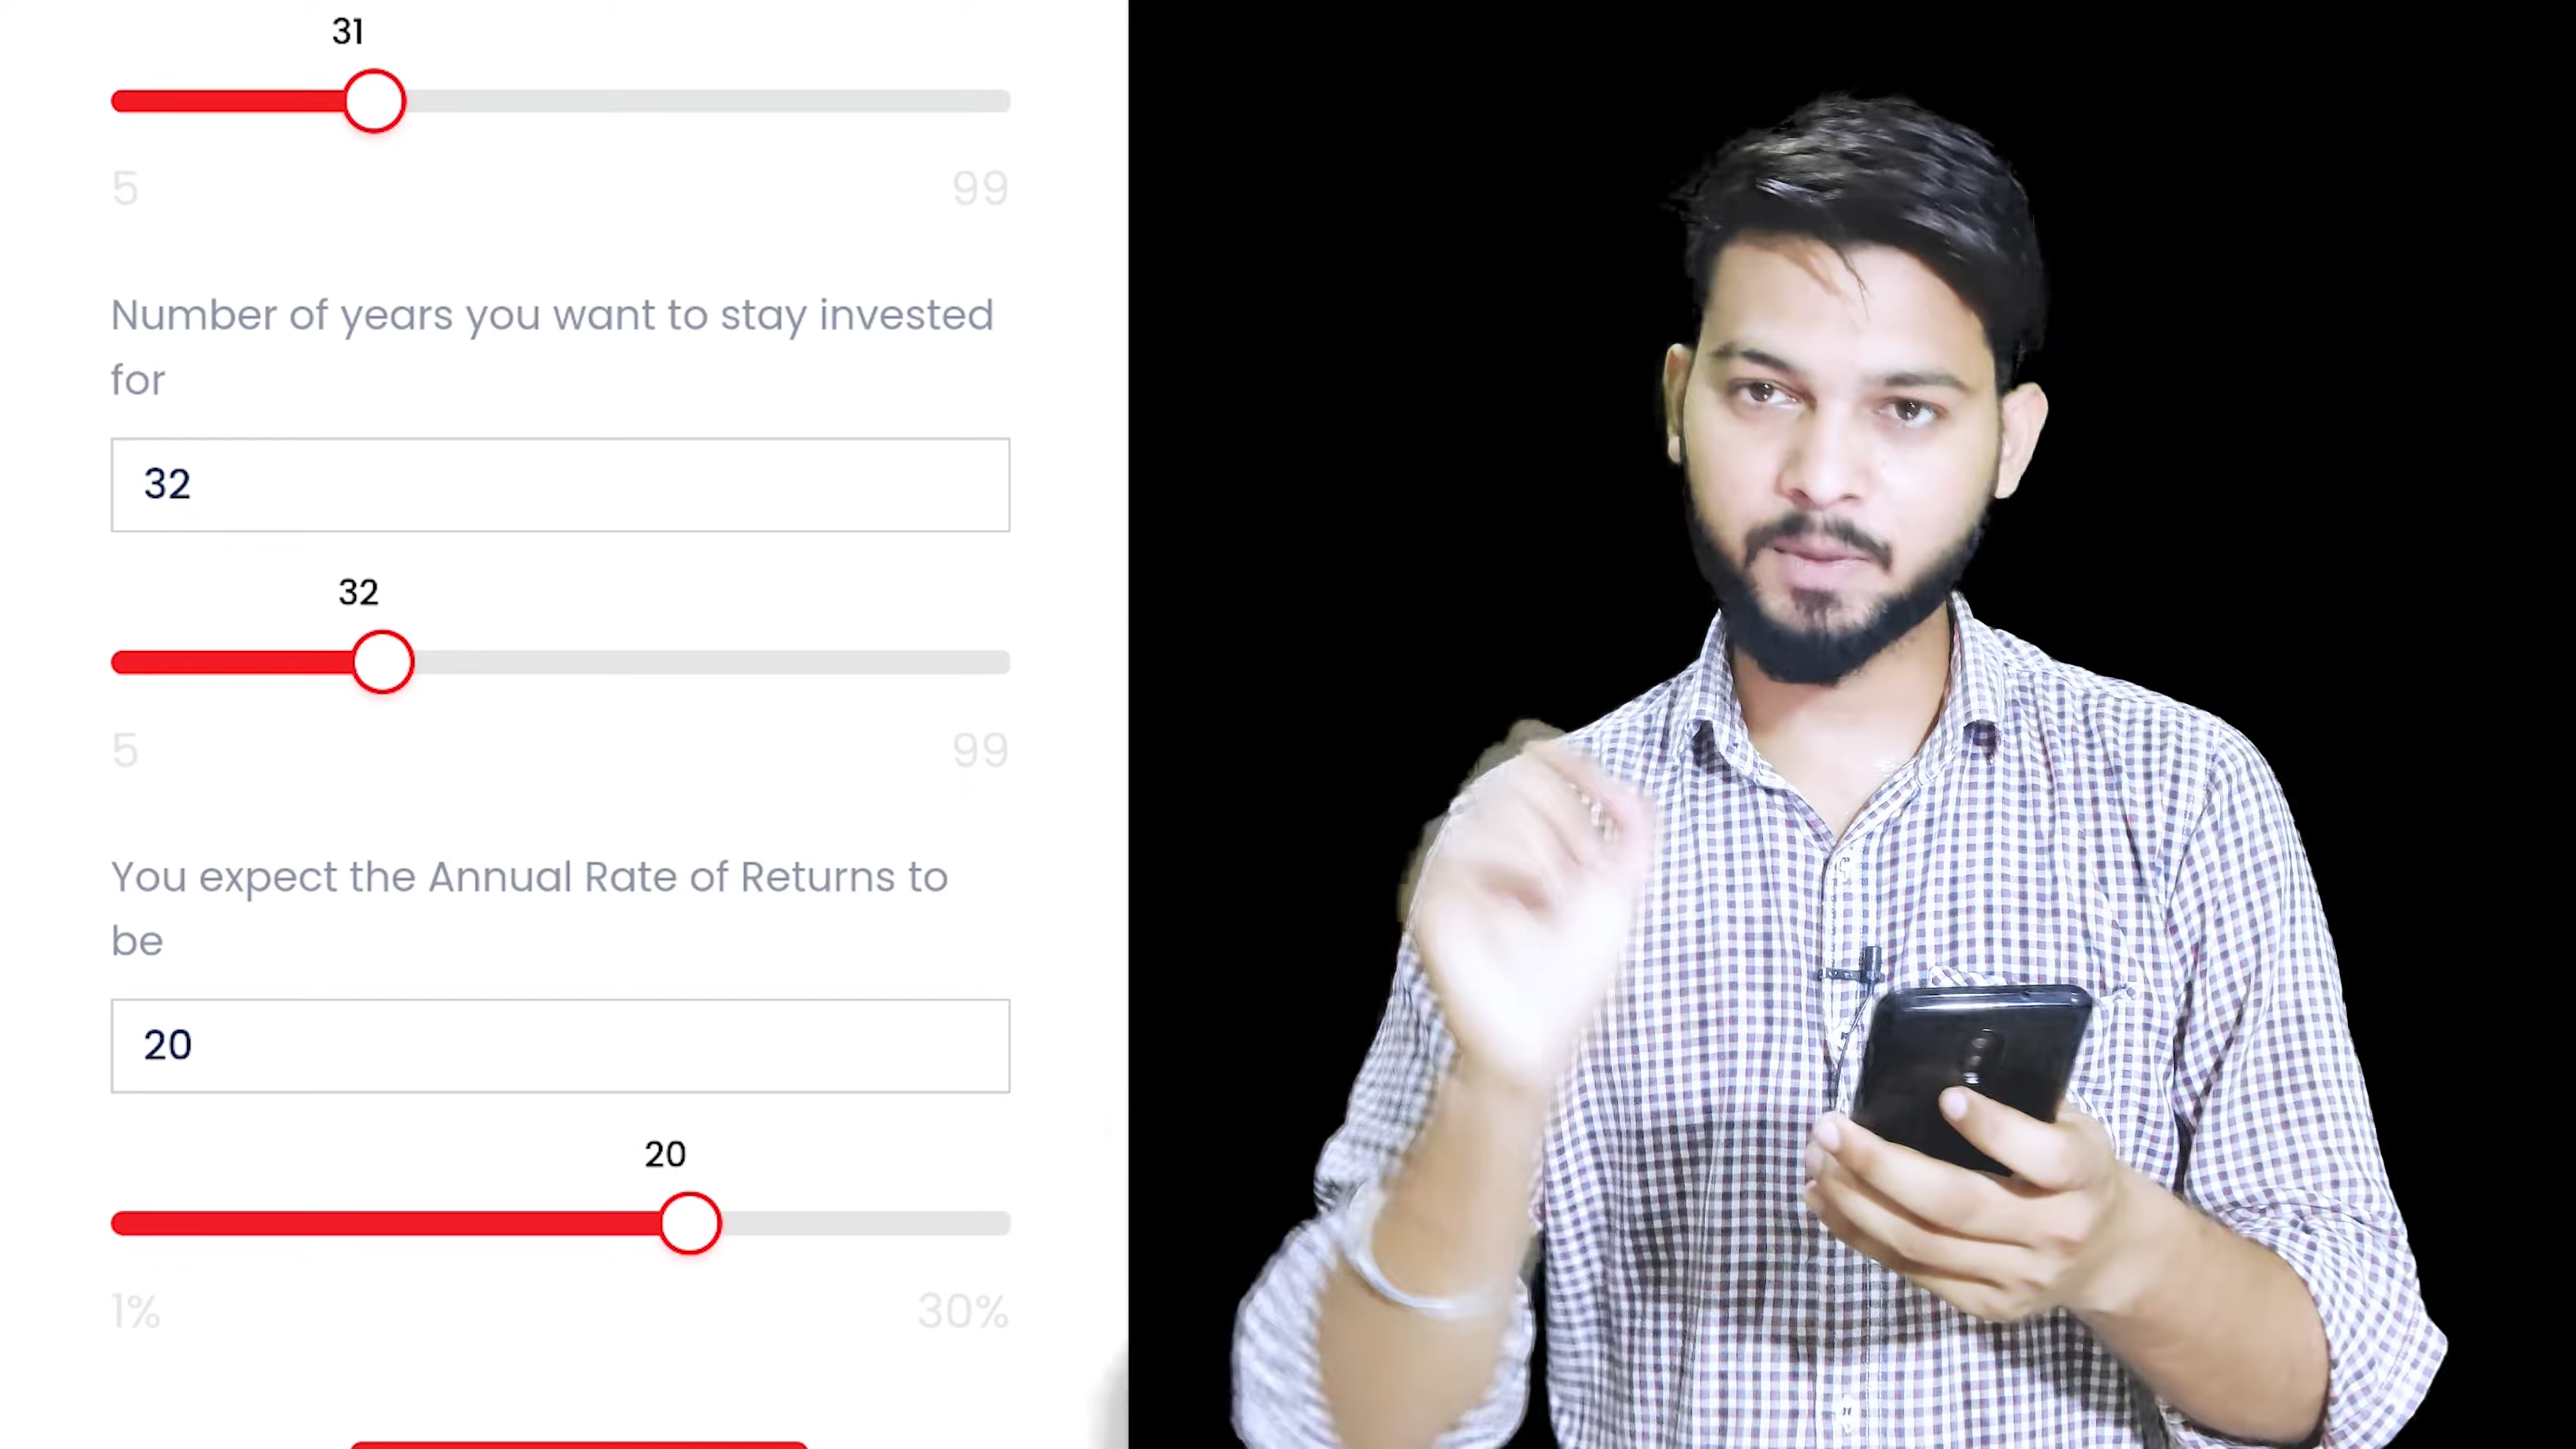 31
5 99
Number of years you want to stay invested
for
32
32
5 99
You expect the Annual Rate of Returns to
be
20
20
1% 30%